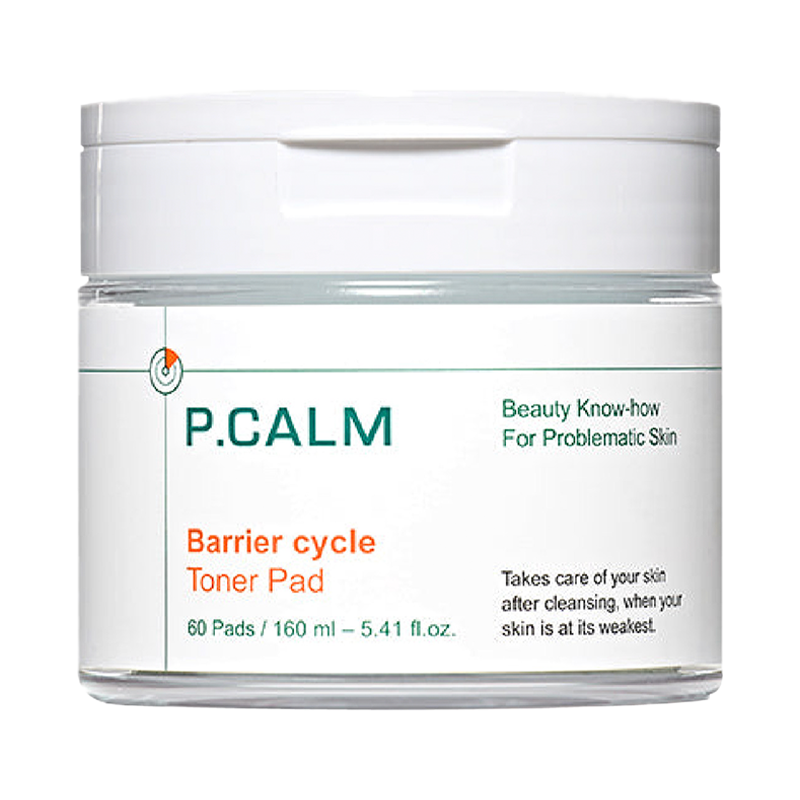 P.CALM
Beauty Know-how
For Problematic Skin
Barrier cycle
Toner Pad
60 Pads / 160 ml – 5.41 fl.oz.
Takes care of your skin
after cleansing, when your
skin is at its weakest.